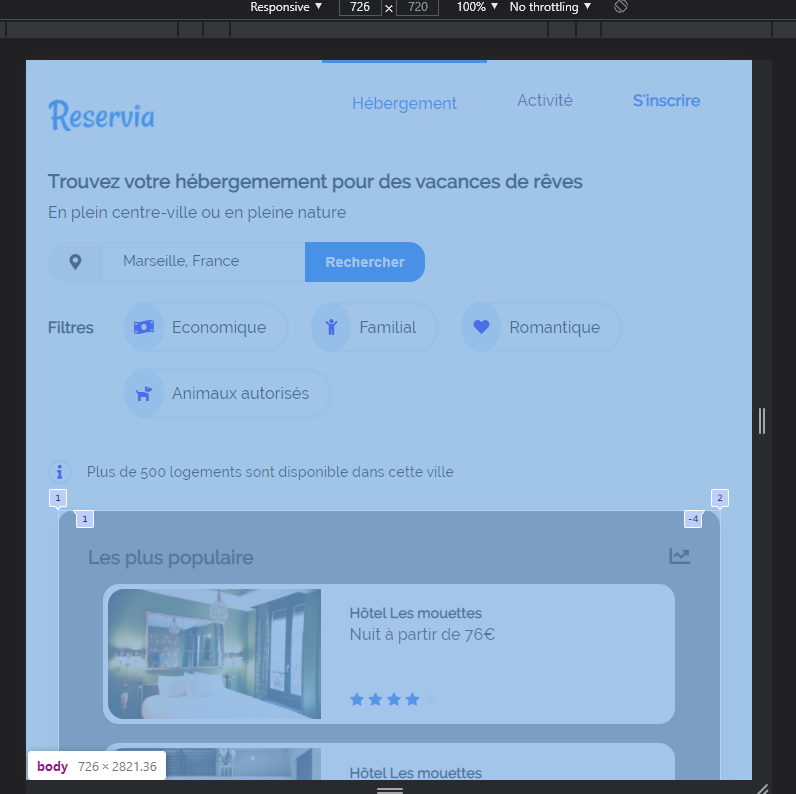 Responsive ▼ 726 × 720 100% ▼ No throttling ▼
Reservia
Hébergement Activité S'inscrire
Trouvez votre hébergemement pour des vacances de rêves
En plein centre-ville ou en pleine nature
Marseille, France Rechercher
Filtres Economique Familial Romantique
Animaux autorisés
Plus de 500 logements sont disponible dans cette ville
1 2
1 -4
Les plus populaire
Hôtel Les mouettes
Nuit à partir de 76€
Hôtel Les mouettes
body 726 × 2821.36